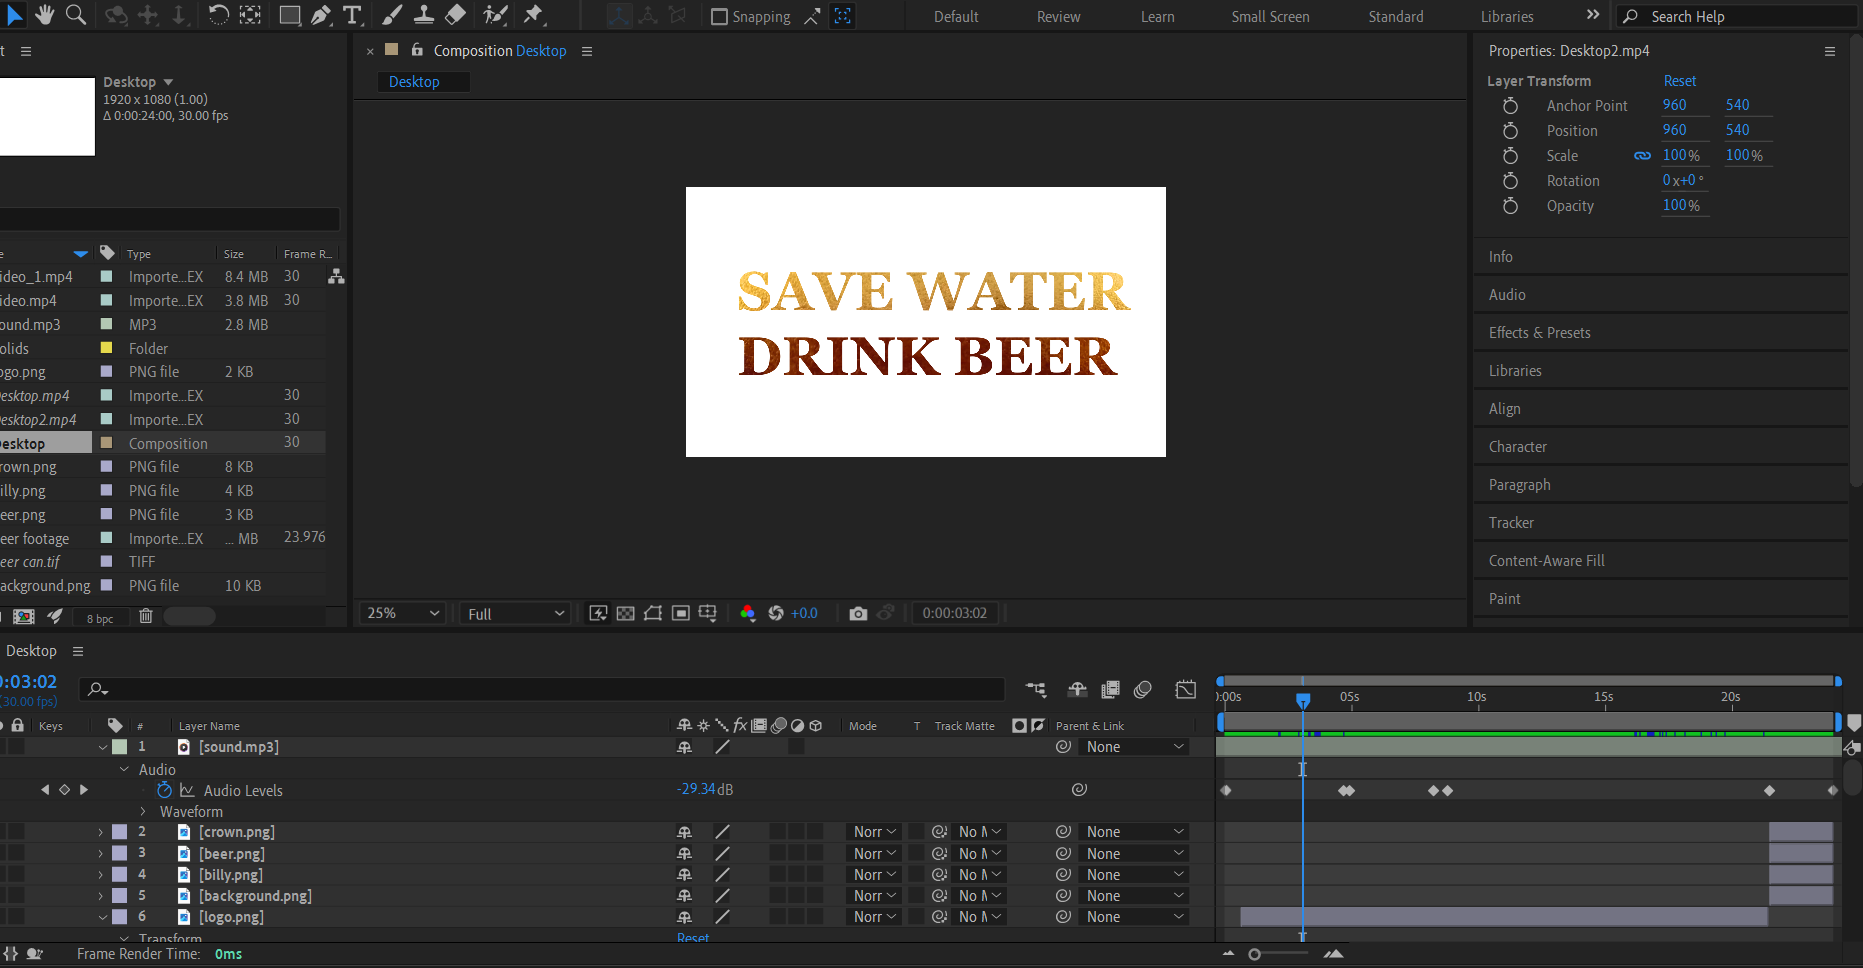 Snapping
Default
Review
Learn
Small Screen
Standard
Libraries
Search Help
t
Composition Desktop
Desktop
Desktop
1920 x 1080 (1.00)
Δ 0:00:24:00, 30.00 fps
Properties: Desktop2.mp4
Layer Transform Reset
Anchor Point 960 540
Position 960 540
Scale 100% 100%
Rotation 0x+0°
Opacity 100%
Info
Audio
Effects & Presets
Libraries
Align
Character
Paragraph
Tracker
Content-Aware Fill
Paint
SAVE WATER
DRINK BEER
e Type Size Frame R...
ideo_1.mp4 Importe...EX 8.4 MB 30
ideo.mp4 Importe...EX 3.8 MB 30
ound.mp3 MP3 2.8 MB
olids Folder
ogo.png PNG file 2 KB
esktop.mp4 Importe...EX 30
esktop2.mp4 Importe...EX 30
esktop Composition 30
rown.png PNG file 8 KB
illy.png PNG file 4 KB
eer.png PNG file 3 KB
eer footage Importe...EX ... MB 23.976
eer can.tif TIFF
ackground.png PNG file 10 KB
8 bpc
25% Full +0.0 0:00:03:02
Desktop
0:03:02
(30.00 fps)
Keys # Layer Name fx Mode T Track Matte Parent & Link
0:00s 05s 10s 15s 20s
1 [sound.mp3] None
Audio
Audio Levels -29.34dB
Waveform
2 [crown.png] Norr No M None
3 [beer.png] Norr No M None
4 [billy.png] Norr No M None
5 [background.png] Norr No M None
6 [logo.png] Norr No M None
Transform Reset
Frame Render Time: 0ms